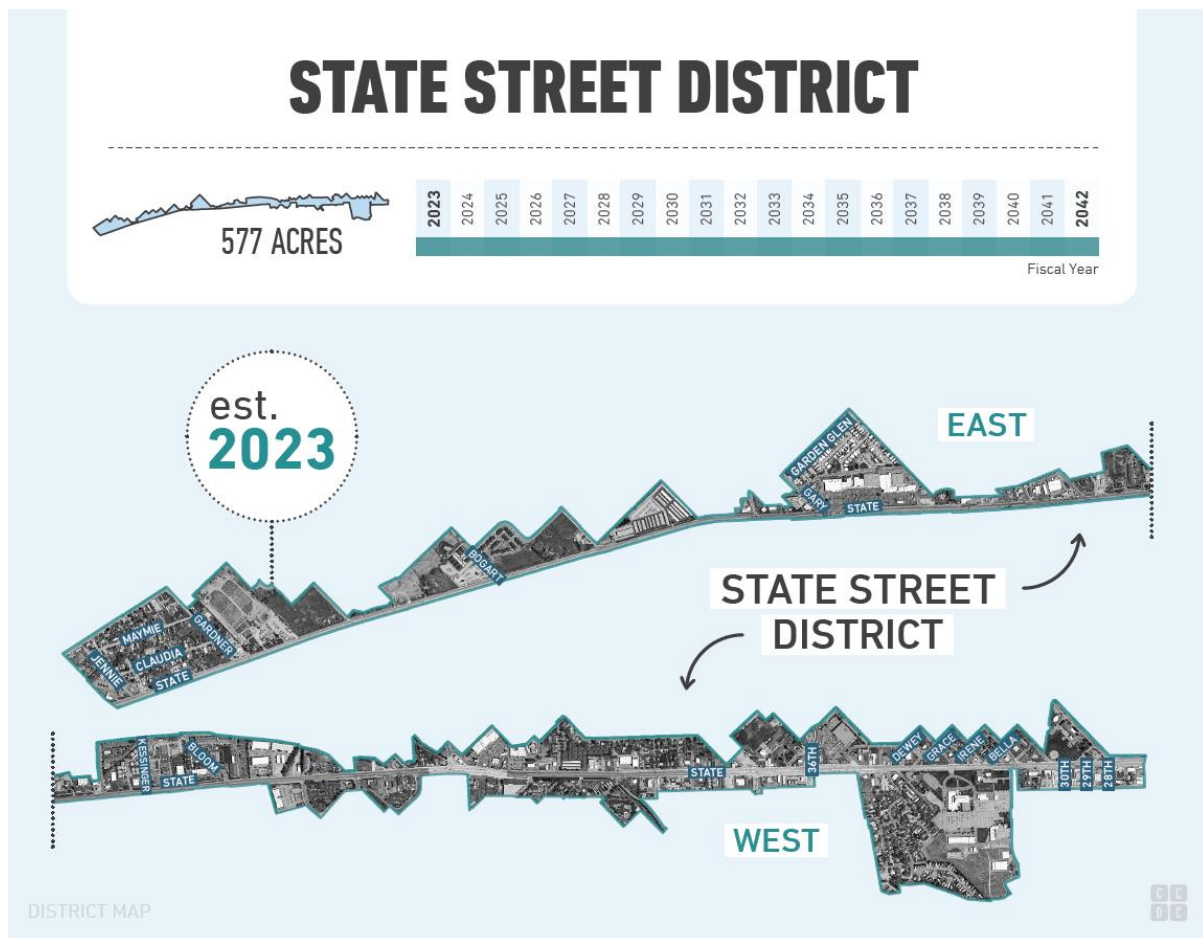 STATE STREET DISTRICT
577 ACRES
2023 2024 2025 2026 2027 2028 2029 2030 2031 2032 2033 2034 2035 2036 2037 2038 2039 2040 2041 2042
Fiscal Year
est.
2023
EAST
GARDEN GLEN
GARY
STATE
BOGART
STATE STREET
DISTRICT
MAYMIE
GARDNER
JENNIE
CLAUDIA
STATE
KESSINGER
BLOOM
STATE
STATE
36TH
DEWEY
GRACE
IRENE
BELLA
30TH
29TH
28TH
WEST
DISTRICT MAP
CC
DC